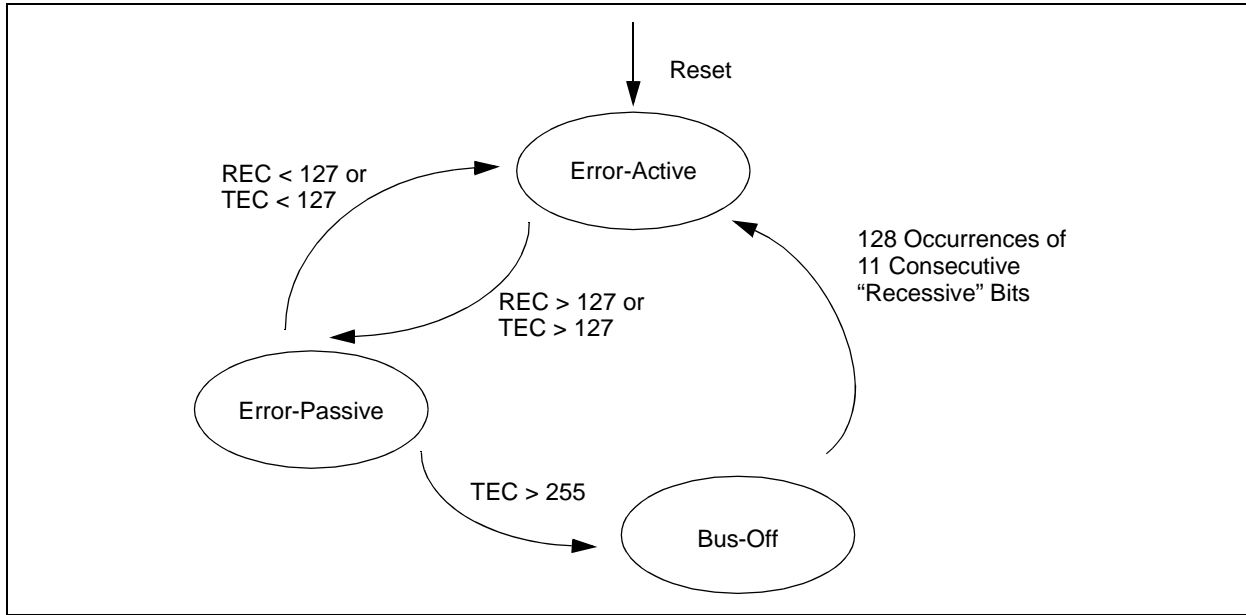 Reset
Error-Active
REC < 127 or
TEC < 127
128 Occurrences of
11 Consecutive
“Recessive” Bits
REC > 127 or
TEC > 127
Error-Passive
TEC > 255
Bus-Off